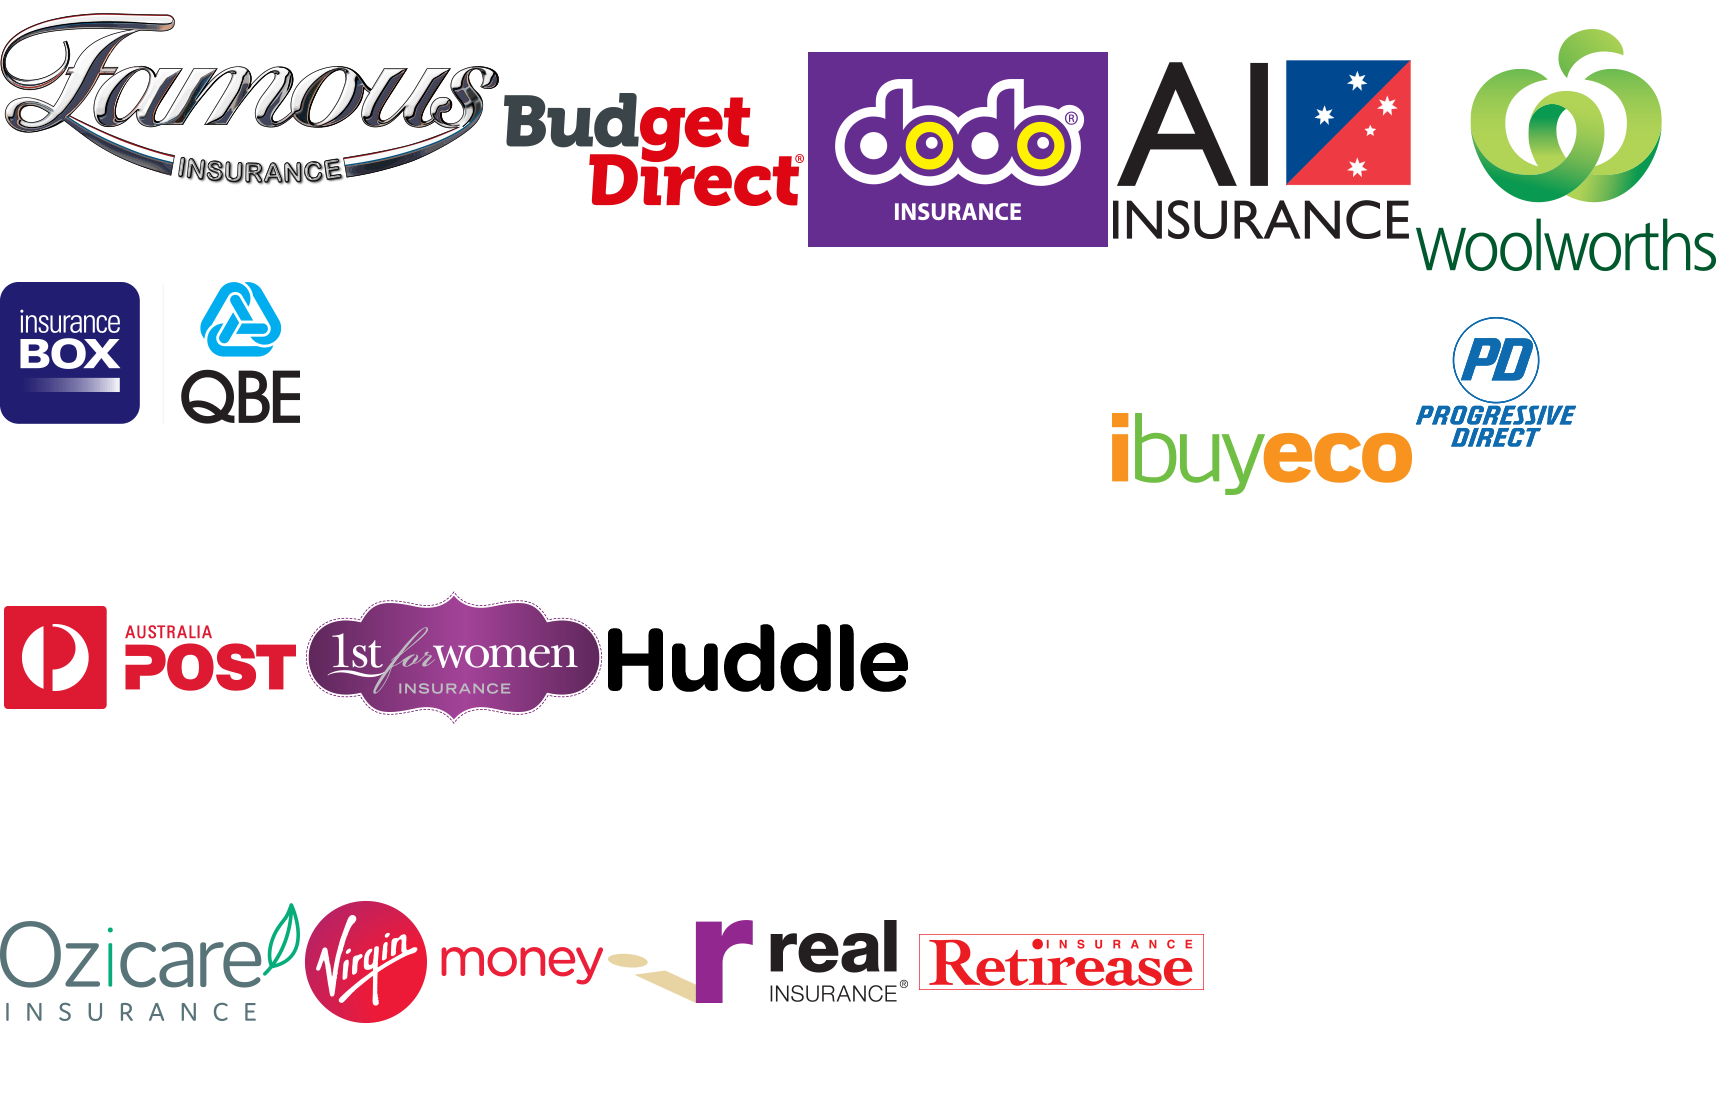 Famous
INSURANCE
Budget
Direct®
dodo®
INSURANCE
AI
INSURANCE
woolworths
insurance
BOX
QBE
ibuyeco
PD
PROGRESSIVE
DIRECT
AUSTRALIA
POST
1st for women
INSURANCE
Huddle
Ozicare
INSURANCE
Virgin money
r real
INSURANCE®
INSURANCE
Retirease